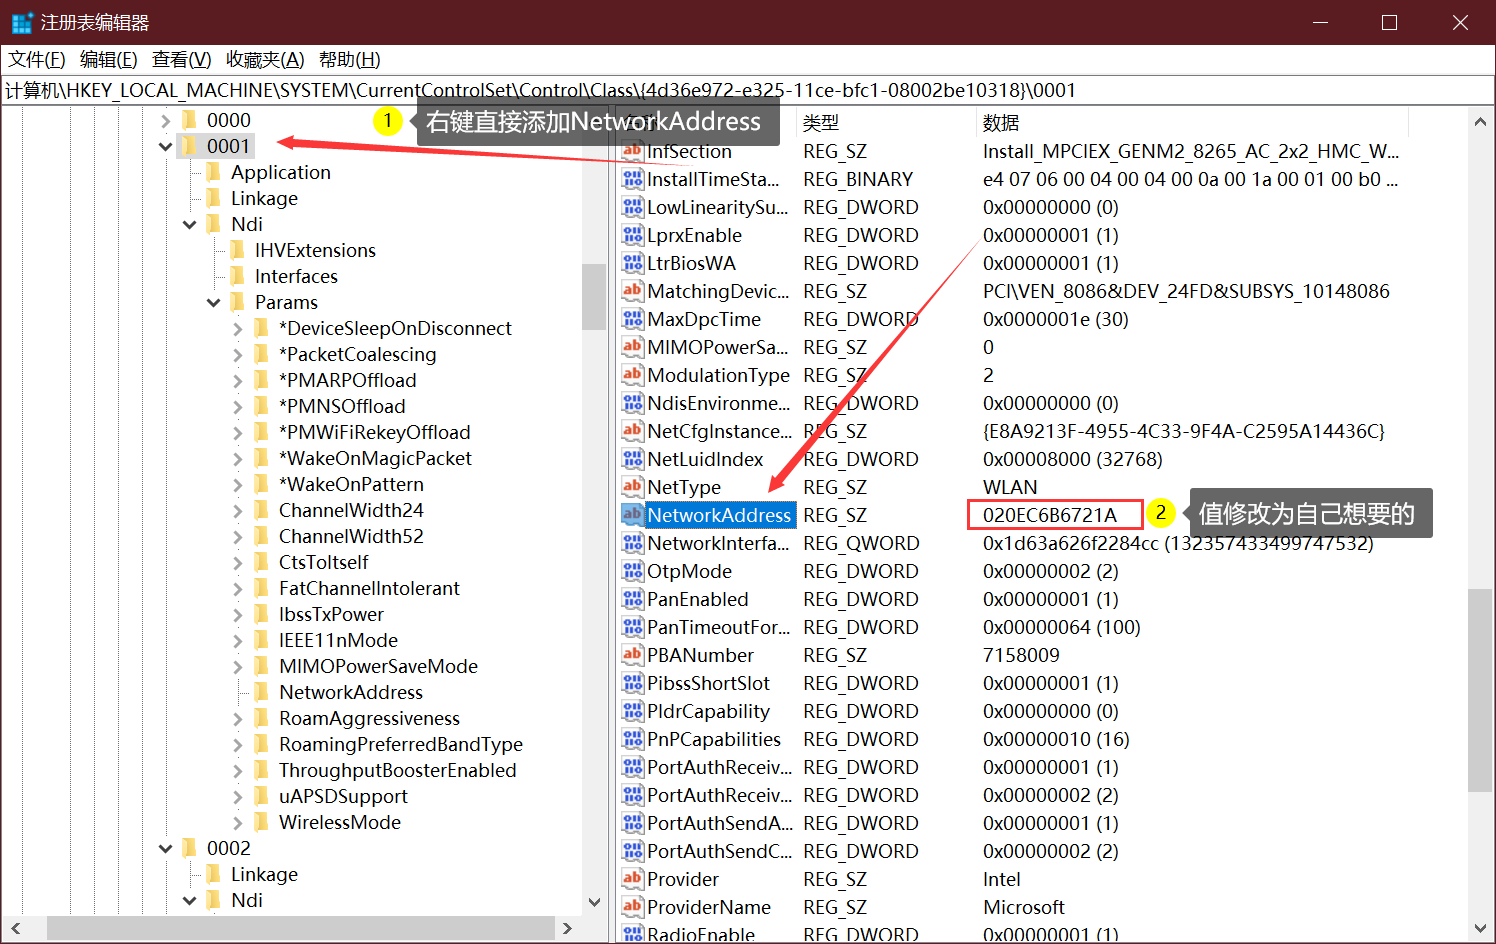 注册表编辑器
文件(F) 编辑(E) 查看(V) 收藏夹(A) 帮助(H)
计算机\HKEY_LOCAL_MACHINE\SYSTEM\CurrentControlSet\Control\Class\{4d36e972-e325-11ce-bfc1-08002be10318}\0001
0000
0001
Application
Linkage
Ndi
IHVExtensions
Interfaces
Params
*DeviceSleepOnDisconnect
*PacketCoalescing
*PMARPOffload
*PMNSOffload
*PMWiFiRekeyOffload
*WakeOnMagicPacket
*WakeOnPattern
ChannelWidth24
ChannelWidth52
CtsToItself
FatChannelIntolerant
IbssTxPower
IEEE11nMode
MIMOPowerSaveMode
NetworkAddress
RoamAggressiveness
RoamingPreferredBandType
ThroughputBoosterEnabled
uAPSDSupport
WirelessMode
0002
Linkage
Ndi
1 右键直接添加NetworkAddress
类型 数据
InfSection REG_SZ Install_MPCIEX_GENM2_8265_AC_2x2_HMC_W...
InstallTimeSta... REG_BINARY e4 07 06 00 04 00 04 00 0a 00 1a 00 01 00 b0 ...
LowLinearitySu... REG_DWORD 0x00000000 (0)
LprxEnable REG_DWORD 0x00000001 (1)
LtrBiosWA REG_DWORD 0x00000001 (1)
MatchingDevic... REG_SZ PCI\VEN_8086&DEV_24FD&SUBSYS_10148086
MaxDpcTime REG_DWORD 0x0000001e (30)
MIMOPowerSa... REG_SZ 0
ModulationType REG_SZ 2
NdisEnvironme... REG_DWORD 0x00000000 (0)
NetCfgInstance... REG_SZ {E8A9213F-4955-4C33-9F4A-C2595A14436C}
NetLuidIndex REG_DWORD 0x00008000 (32768)
NetType REG_SZ WLAN
NetworkAddress REG_SZ 020EC6B6721A 2 值修改为自己想要的
NetworkInterfa... REG_QWORD 0x1d63a626f2284cc (132357433499747532)
OtpMode REG_DWORD 0x00000002 (2)
PanEnabled REG_DWORD 0x00000001 (1)
PanTimeoutFor... REG_DWORD 0x00000064 (100)
PBANumber REG_SZ 7158009
PibssShortSlot REG_DWORD 0x00000001 (1)
PldrCapability REG_DWORD 0x00000000 (0)
PnPCapabilities REG_DWORD 0x00000010 (16)
PortAuthReceiv... REG_DWORD 0x00000001 (1)
PortAuthReceiv... REG_DWORD 0x00000002 (2)
PortAuthSendA... REG_DWORD 0x00000001 (1)
PortAuthSendC... REG_DWORD 0x00000002 (2)
Provider REG_SZ Intel
ProviderName REG_SZ Microsoft
RadioEnable REG_DWORD 0x00000001 (1)